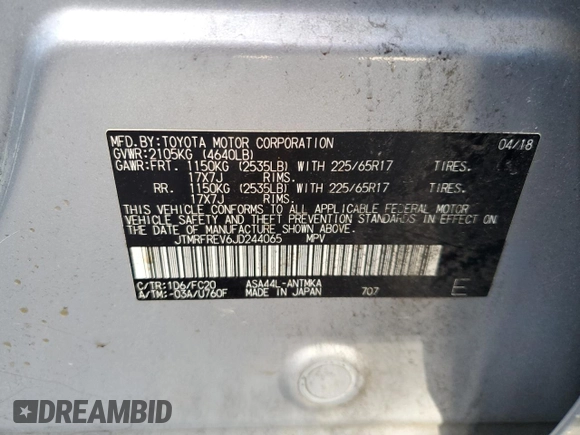 MFD. BY: TOYOTA MOTOR CORPORATION 04/18
GVWR: 2105KG (4640LB)
GAWR: FRT. 1150KG (2535LB) WITH 225/65R17 TIRES.
17X7J RIMS.
RR. 1150KG (2535LB) WITH 225/65R17 TIRES.
17X7J RIMS.
THIS VEHICLE CONFORMS TO ALL APPLICABLE FEDERAL MOTOR
VEHICLE SAFETY AND THEFT PREVENTION STANDARDS IN EFFECT ON
THE DATE OF MANUFACTURE SHOWN ABOVE.
JTMRFREV6JD244065 MPV
C/TR: 1D6/FC20 ASA44L-ANTMKA
A/TM: -03A/U760F MADE IN JAPAN 707 E
DREAMBID